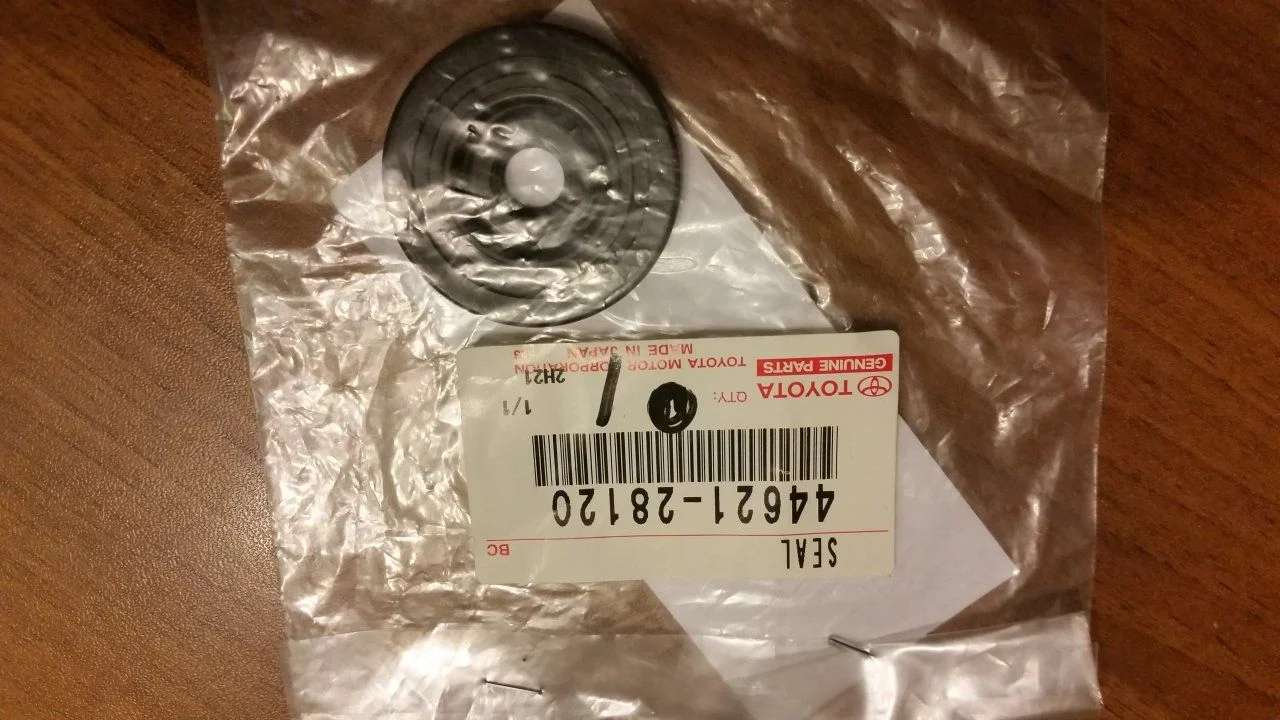 SEAL
BC
44621-28120
TOYOTA
QTY:
1/1
GENUINE PARTS
TOYOTA MOTOR CORPORATION
2H21
MADE IN JAPAN